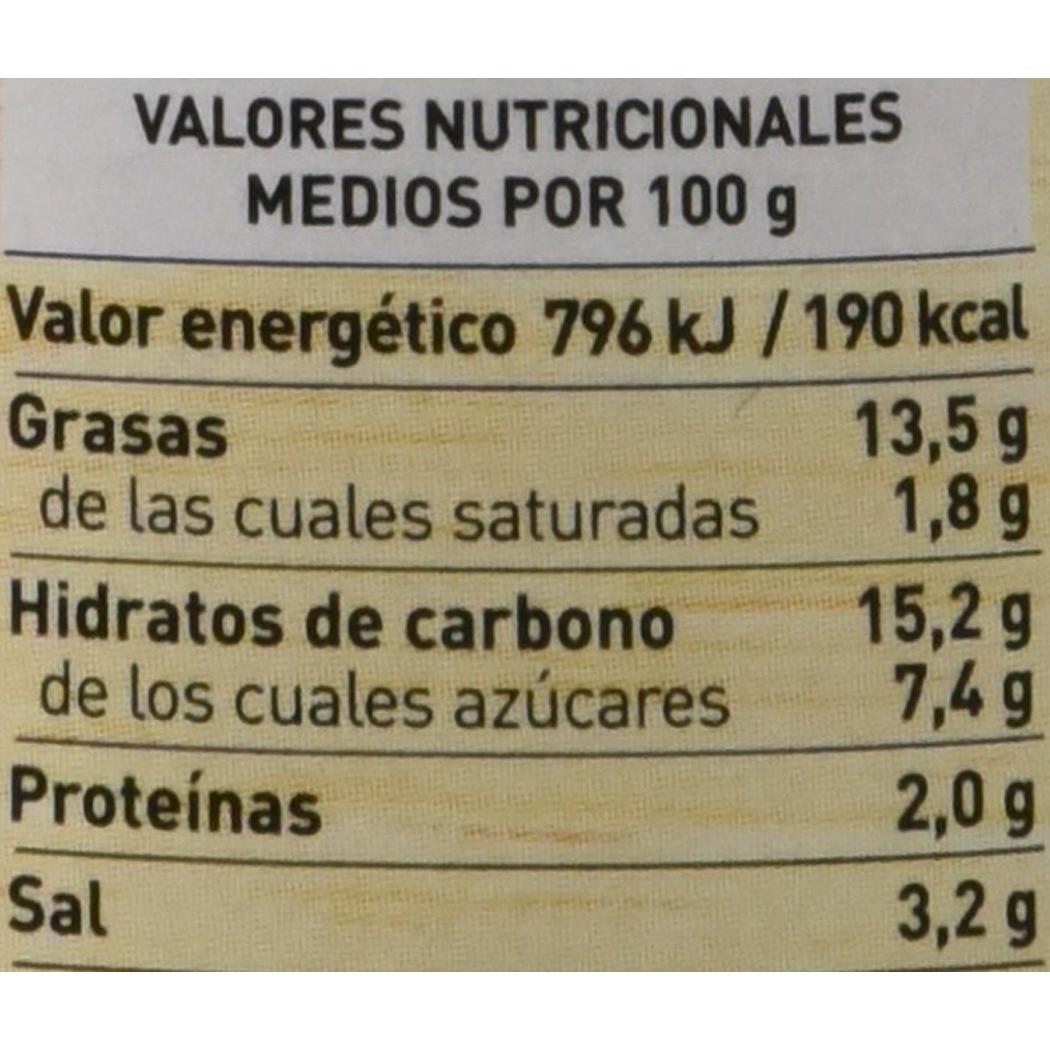 VALORES NUTRICIONALES
MEDIOS POR 100 g
Valor energético 796 kJ / 190 kcal
Grasas 13,5 g
de las cuales saturadas 1,8 g
Hidratos de carbono 15,2 g
de los cuales azúcares 7,4 g
Proteínas 2,0 g
Sal 3,2 g